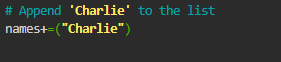 # Append 'Charlie' to the list
names+=("Charlie")